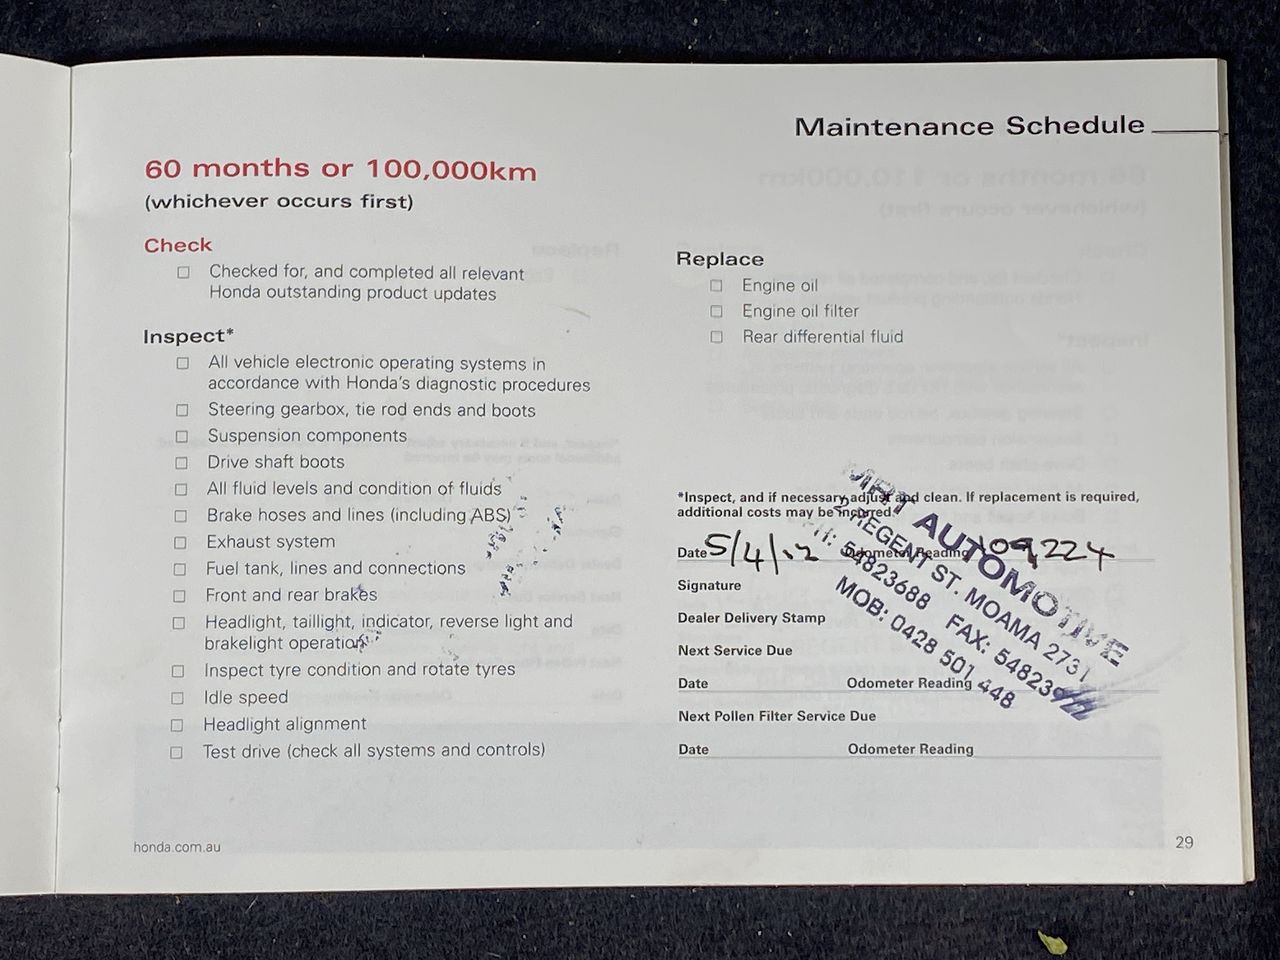 Maintenance Schedule
60 months or 100,000km
(whichever occurs first)
Check
Checked for, and completed all relevant
Honda outstanding product updates
Inspect*
All vehicle electronic operating systems in
accordance with Honda's diagnostic procedures
Steering gearbox, tie rod ends and boots
Suspension components
Drive shaft boots
All fluid levels and condition of fluids
Brake hoses and lines (including ABS)
Exhaust system
Fuel tank, lines and connections
Front and rear brakes
Headlight, taillight, indicator, reverse light and
brakelight operation
Inspect tyre condition and rotate tyres
Idle speed
Headlight alignment
Test drive (check all systems and controls)
Replace
Engine oil
Engine oil filter
Rear differential fluid
*Inspect, and if necessary adjust and clean. If replacement is required,
additional costs may be incurred.
Date 5/4/12 Odometer Reading 109224
Signature
Dealer Delivery Stamp
Next Service Due
Date Odometer Reading
Next Pollen Filter Service Due
Date Odometer Reading
AUTOMOTIVE
REGENT ST. MOAMA 2731
PH: 54823688 FAX:
MOB: 0428 501 448
honda.com.au
29